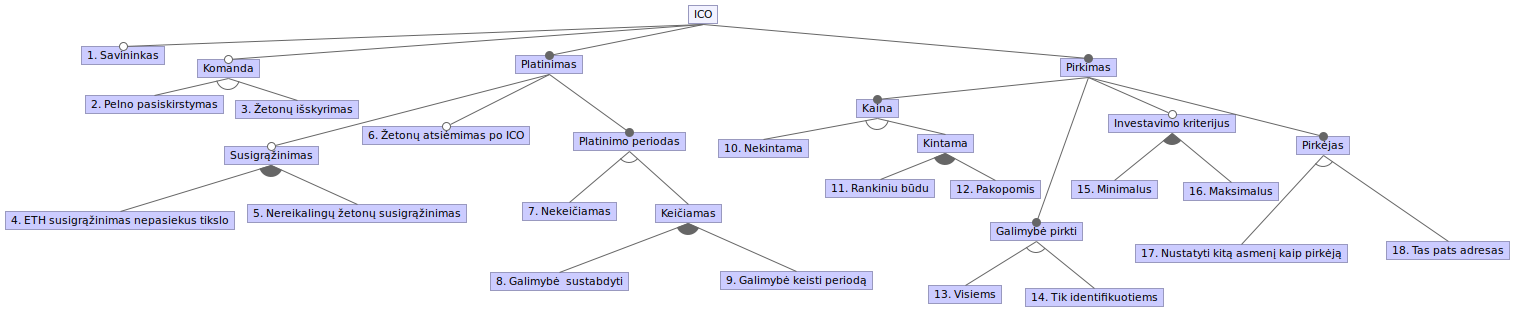 ICO
1. Savininkas
Komanda
2. Pelno pasiskirstymas
3. Žetonų išskyrimas
Platinimas
Susigrąžinimas
4. ETH susigrąžinimas nepasiekus tikslo
5. Nereikalingų žetonų susigrąžinimas
6. Žetonų atsiėmimas po ICO
Platinimo periodas
7. Nekeičiamas
Keičiamas
8. Galimybė sustabdyti
9. Galimybė keisti periodą
Pirkimas
Kaina
10. Nekintama
Kintama
11. Rankiniu būdu
12. Pakopomis
Galimybė pirkti
13. Visiems
14. Tik identifikuotiems
Investavimo kriterijus
15. Minimalus
16. Maksimalus
Pirkėjas
17. Nustatyti kitą asmenį kaip pirkėją
18. Tas pats adresas